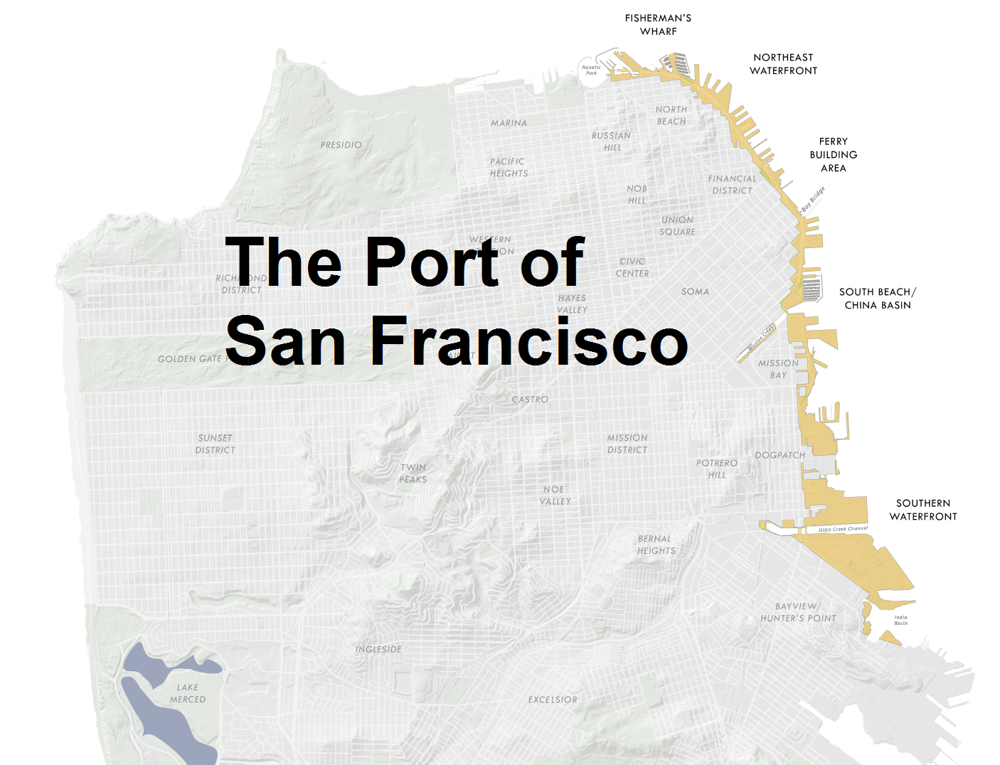 FISHERMAN'S
WHARF
NORTHEAST
WATERFRONT
Aquatic
Park
NORTH
BEACH
MARINA
RUSSIAN
HILL
PRESIDIO
FERRY
BUILDING
AREA
PACIFIC
HEIGHTS
FINANCIAL
DISTRICT
NOB
HILL
Bay Bridge
UNION
SQUARE
WESTERN
The Port of
San Francisco
CIVIC
CENTER
RICHMOND
DISTRICT
SOMA
SOUTH BEACH/
CHINA BASIN
HAYES
VALLEY
Mission Creek
GOLDEN GATE
MISSION
BAY
CASTRO
SUNSET
DISTRICT
MISSION
DISTRICT
DOGPATCH
POTRERO
HILL
TWIN
PEAKS
NOE
VALLEY
SOUTHERN
WATERFRONT
Islais Creek Channel
BERNAL
HEIGHTS
BAYVIEW/
HUNTER'S POINT
India
Basin
INGLESIDE
LAKE
MERCED
EXCELSIOR